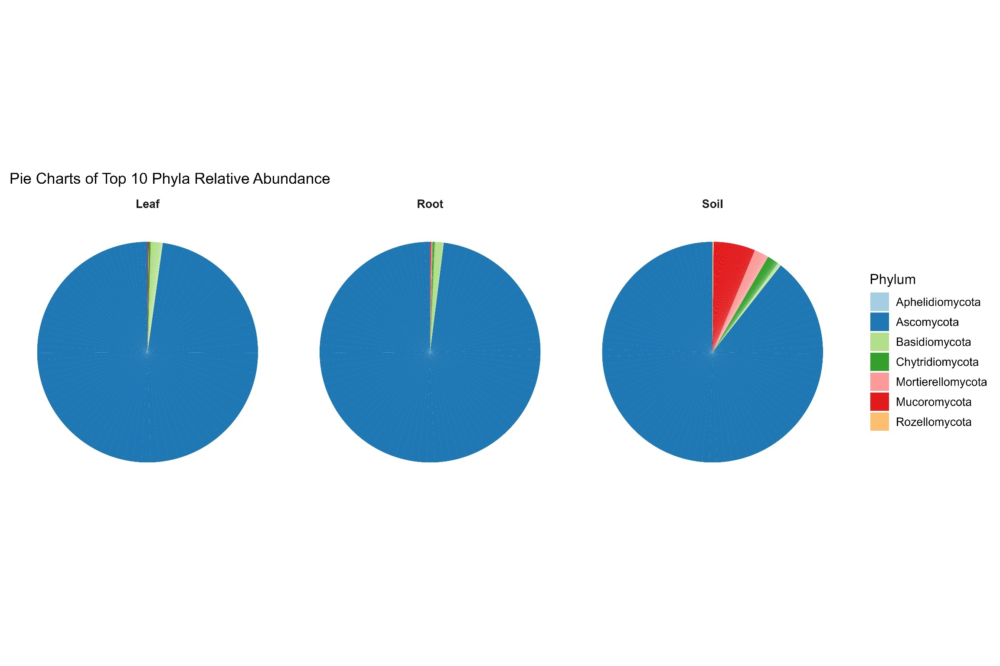 Pie Charts of Top 10 Phyla Relative Abundance
Leaf
Root
Soil
Phylum
Aphelidiomycota
Ascomycota
Basidiomycota
Chytridiomycota
Mortierellomycota
Mucoromycota
Rozellomycota